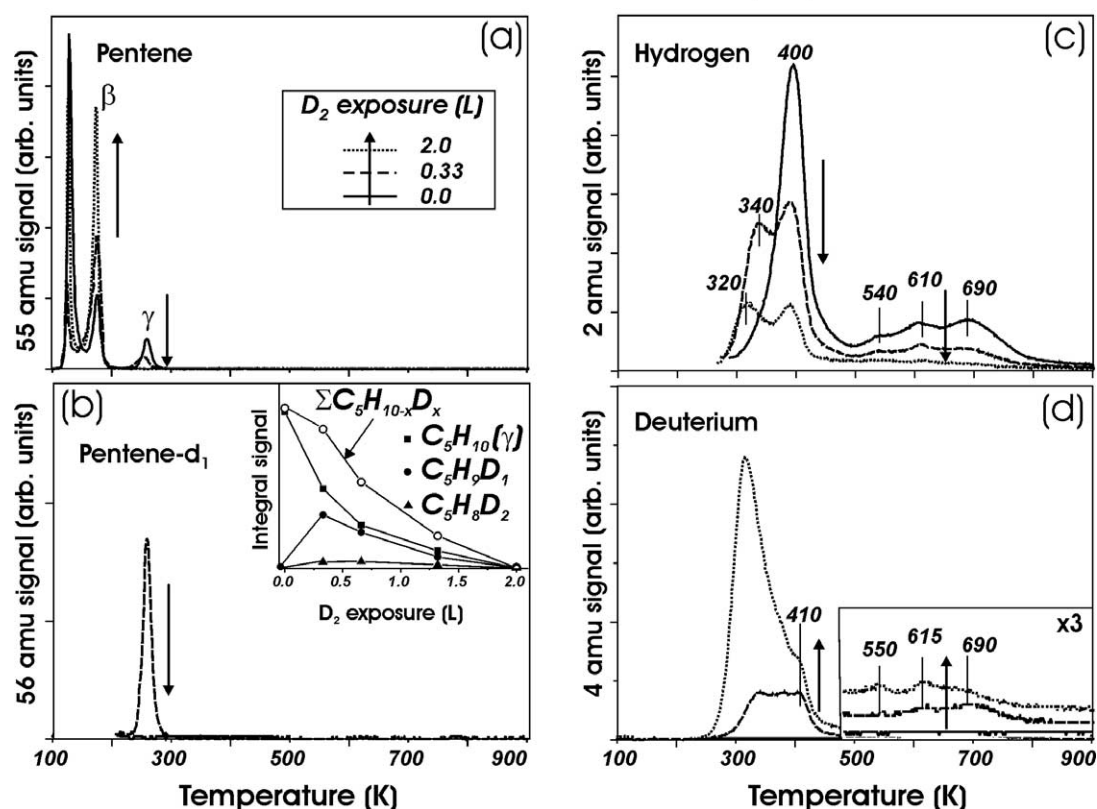 (a)
Pentene
β
γ
D₂ exposure (L)
2.0
0.33
0.0
55 amu signal (arb. units)
(b)
Pentene-d₁
56 amu signal (arb. units)
ΣC₅H₁₀₋ₓDₓ
C₅H₁₀(γ)
C₅H₉D₁
C₅H₈D₂
Integral signal
0.0 0.5 1.0 1.5 2.0
D₂ exposure (L)
100 300 500 700 900
Temperature (K)
(c)
Hydrogen
400
340
320
540
610
690
2 amu signal (arb. units)
(d)
Deuterium
410
x3
550
615
690
4 amu signal (arb. units)
100 300 500 700 900
Temperature (K)